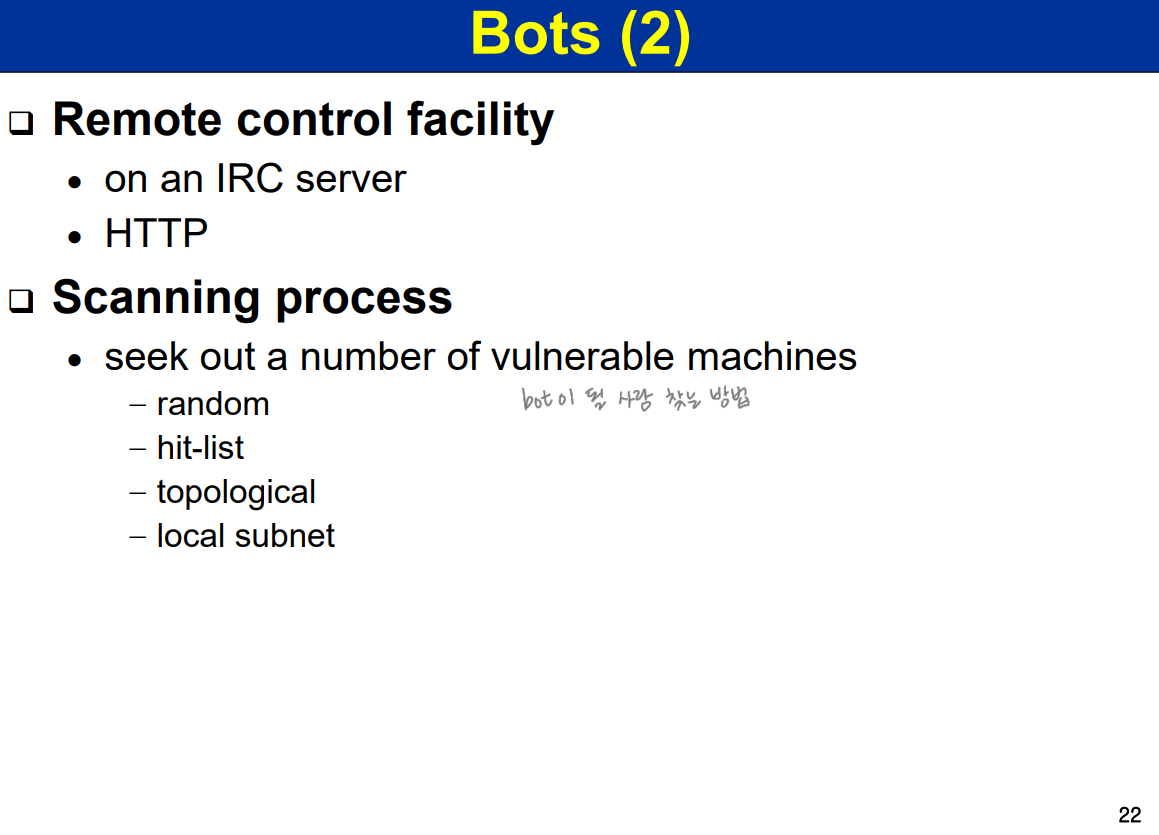 Bots (2)
Remote control facility
on an IRC server
HTTP
Scanning process
seek out a number of vulnerable machines
bot이 될 사람 찾는 방법
– random
– hit-list
– topological
– local subnet
22